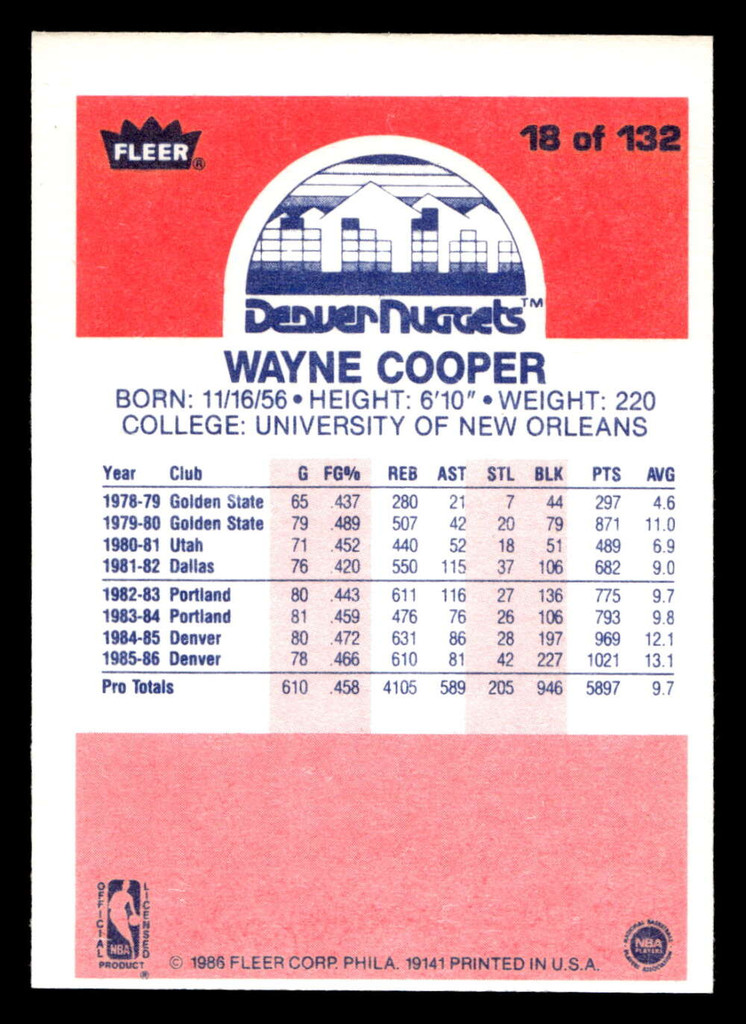 FLEER®
18 of 132
DENVER NUGGETS™
WAYNE COOPER
BORN: 11/16/56 • HEIGHT: 6'10" • WEIGHT: 220
COLLEGE: UNIVERSITY OF NEW ORLEANS
Year Club G FG% REB AST STL BLK PTS AVG
1978-79 Golden State 65 .437 280 21 7 44 297 4.6
1979-80 Golden State 79 .489 507 42 20 79 871 11.0
1980-81 Utah 71 .452 440 52 18 51 489 6.9
1981-82 Dallas 76 .420 550 115 37 106 682 9.0
1982-83 Portland 80 .443 611 116 27 136 775 9.7
1983-84 Portland 81 .459 476 76 26 106 793 9.8
1984-85 Denver 80 .472 631 86 28 197 969 12.1
1985-86 Denver 78 .466 610 81 42 227 1021 13.1
Pro Totals 610 .458 4105 589 205 946 5897 9.7
OFFICIAL
LICENSED
NBA
PRODUCT ®
© 1986 FLEER CORP. PHILA. 19141 PRINTED IN U.S.A.
NATIONAL BASKETBALL
NBA
PLAYERS
PLAYERS ASSOCIATION